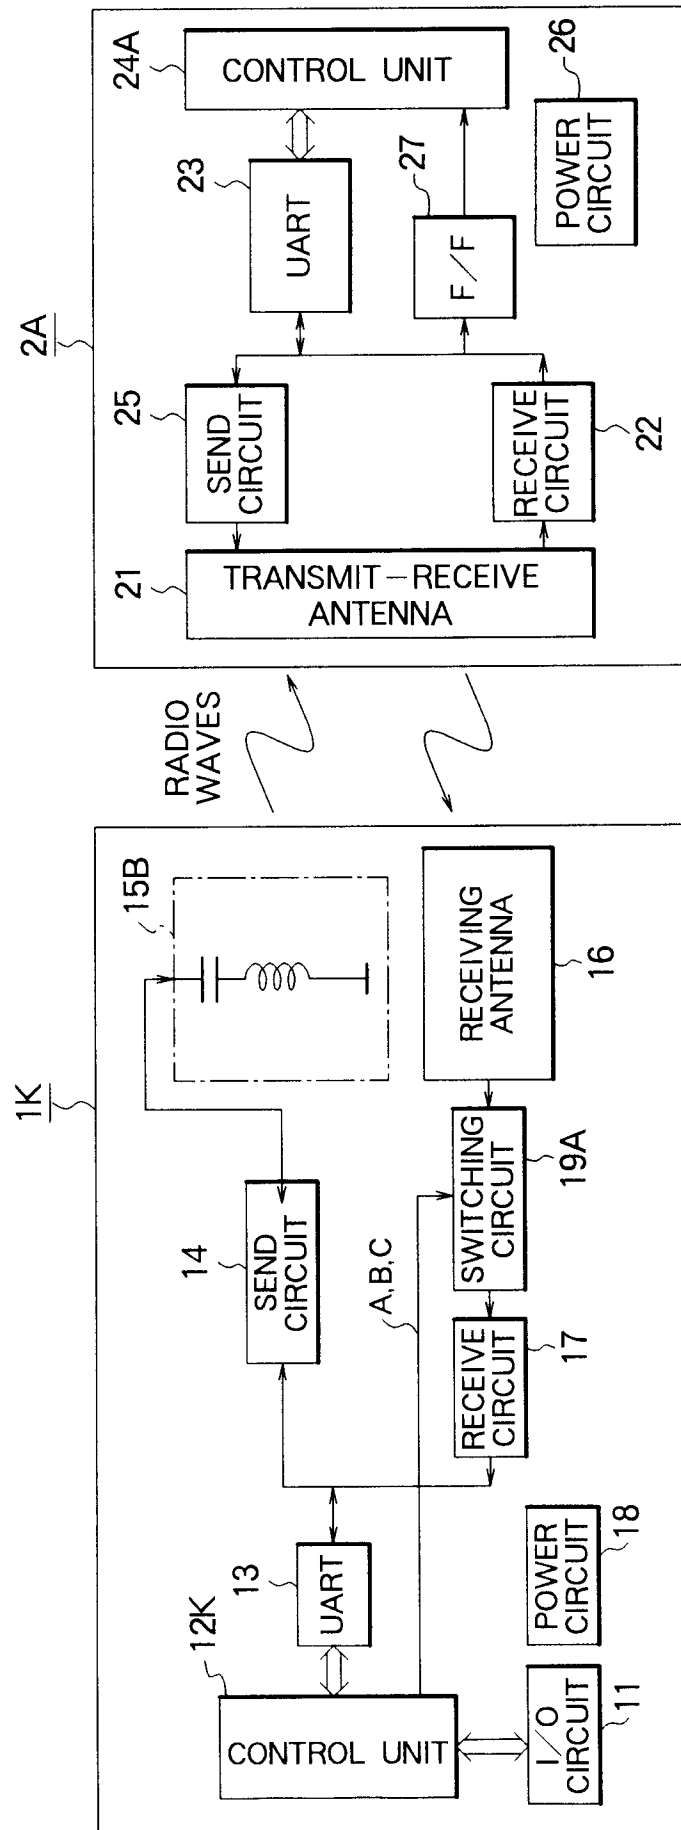 1K
12K
CONTROL UNIT
13
UART
14
SEND
CIRCUIT
15B
A,B,C
I/O
CIRCUIT
11
POWER
CIRCUIT
18
RECEIVE
CIRCUIT
17
SWITCHING
CIRCUIT
19A
RECEIVING
ANTENNA
16
RADIO
WAVES
2A
21
TRANSMIT-RECEIVE
ANTENNA
25
SEND
CIRCUIT
23
UART
24A
CONTROL UNIT
RECEIVE
CIRCUIT
22
F/F
27
POWER
CIRCUIT
26